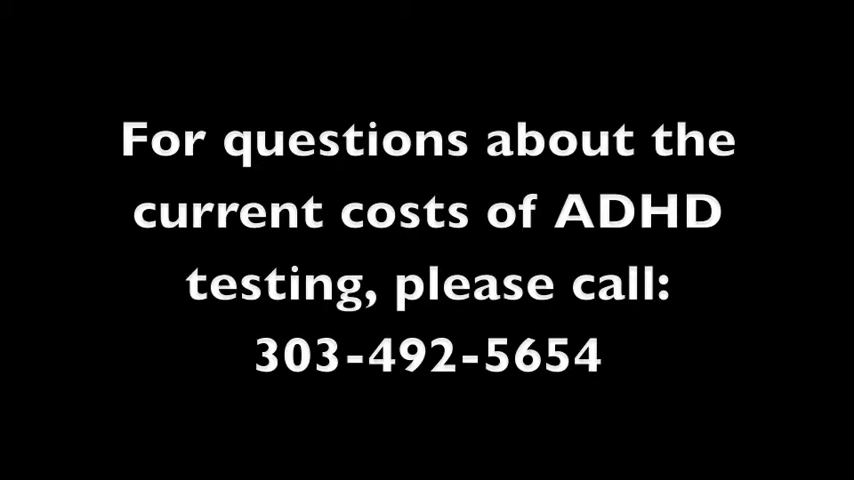 For questions about the
current costs of ADHD
testing, please call:
303-492-5654